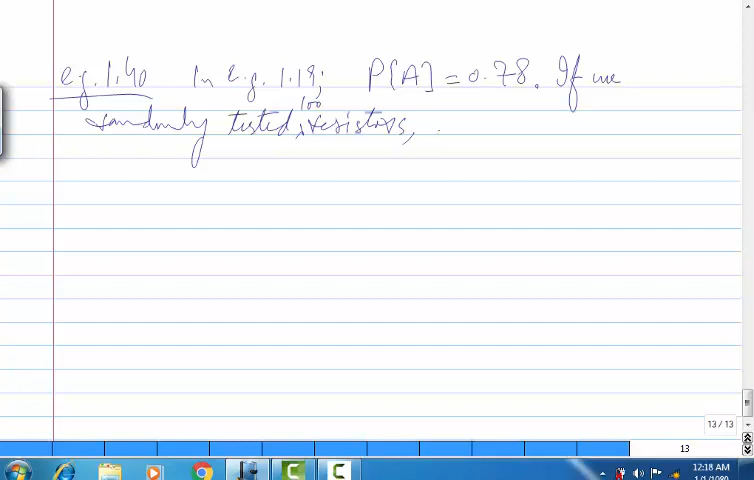 e.g. 1.40 In e.g. 1.19; P[A] = 0.78. If we
100
randomly tested resistors,
13 / 13
13
12:18 AM